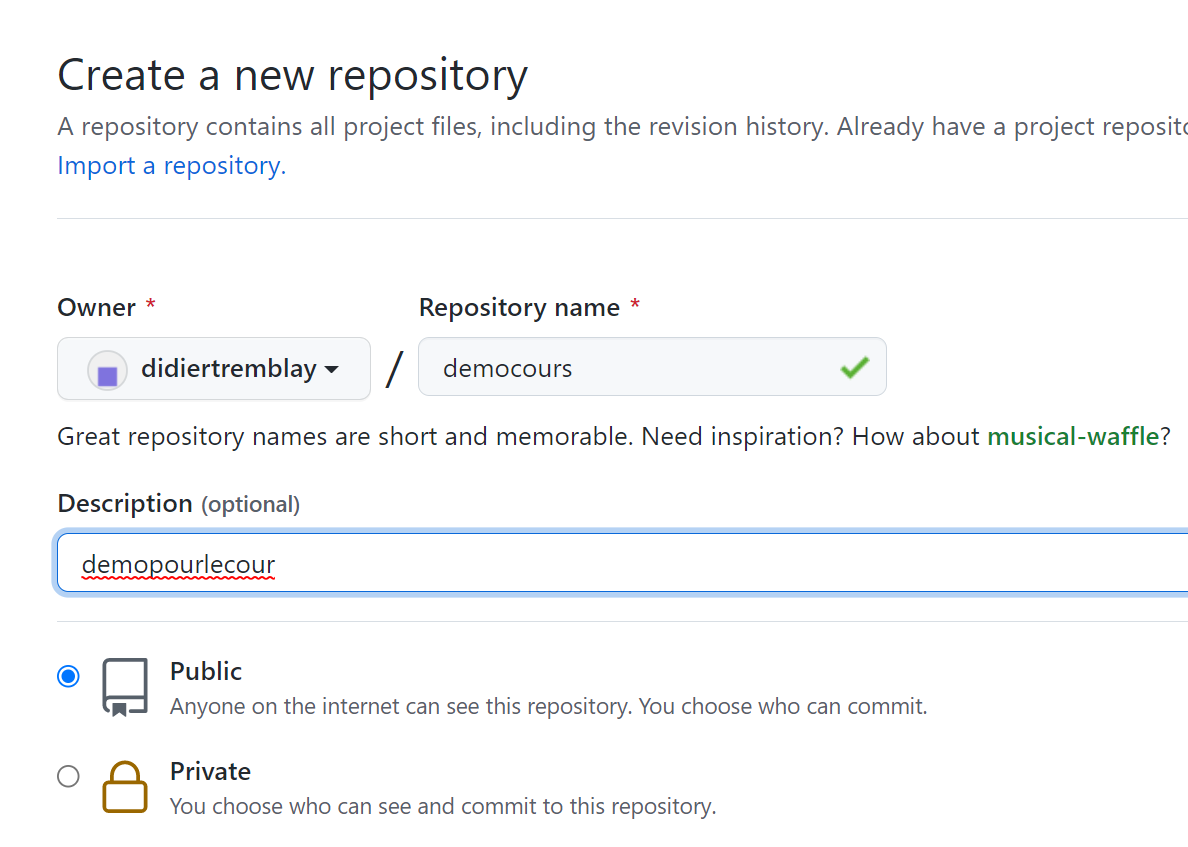 Create a new repository
A repository contains all project files, including the revision history. Already have a project
Import a repository.
Owner * Repository name *
didiertremblay / democours
Great repository names are short and memorable. Need inspiration? How about musical-waffle?
Description (optional)
demopourlecour
Public
Anyone on the internet can see this repository. You choose who can commit.
Private
You choose who can see and commit to this repository.